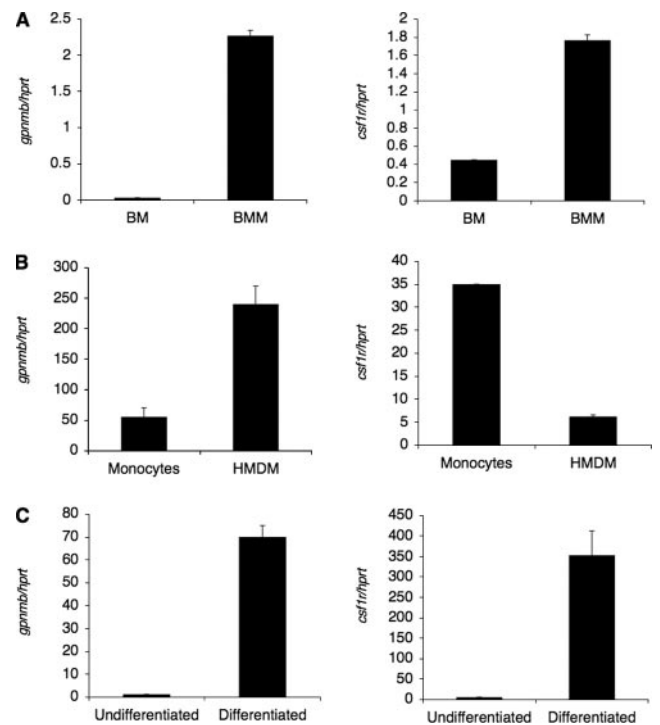 A
gpnmb/hprt
2.5
2
1.5
1
0.5
0
BM
BMM
csf1r/hprt
2
1.8
1.6
1.4
1.2
1
0.8
0.6
0.4
0.2
0
BM
BMM
B
gpnmb/hprt
300
250
200
150
100
50
0
Monocytes
HMDM
csf1r/hprt
40
35
30
25
20
15
10
5
0
Monocytes
HMDM
C
gpnmb/hprt
80
70
60
50
40
30
20
10
0
Undifferentiated
Differentiated
csf1r/hprt
450
400
350
300
250
200
150
100
50
0
Undifferentiated
Differentiated